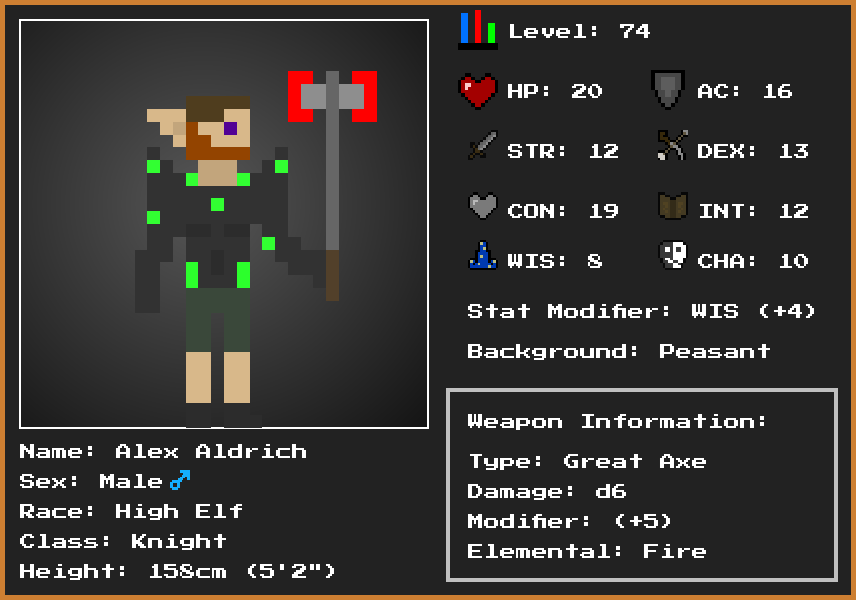 Level: 74
HP: 20 AC: 16
STR: 12 DEX: 13
CON: 19 INT: 12
WIS: 8 CHA: 10
Stat Modifier: WIS (+4)
Background: Peasant
Weapon Information:
Type: Great Axe
Damage: d6
Modifier: (+5)
Elemental: Fire
Name: Alex Aldrich
Sex: Male♂
Race: High Elf
Class: Knight
Height: 158cm (5'2")